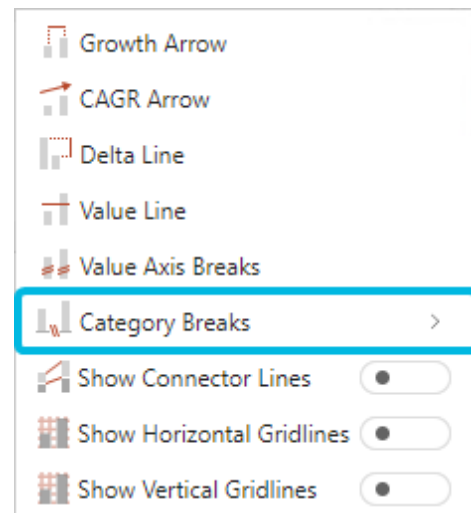 Growth Arrow
CAGR Arrow
Delta Line
Value Line
Value Axis Breaks
Category Breaks
Show Connector Lines
Show Horizontal Gridlines
Show Vertical Gridlines